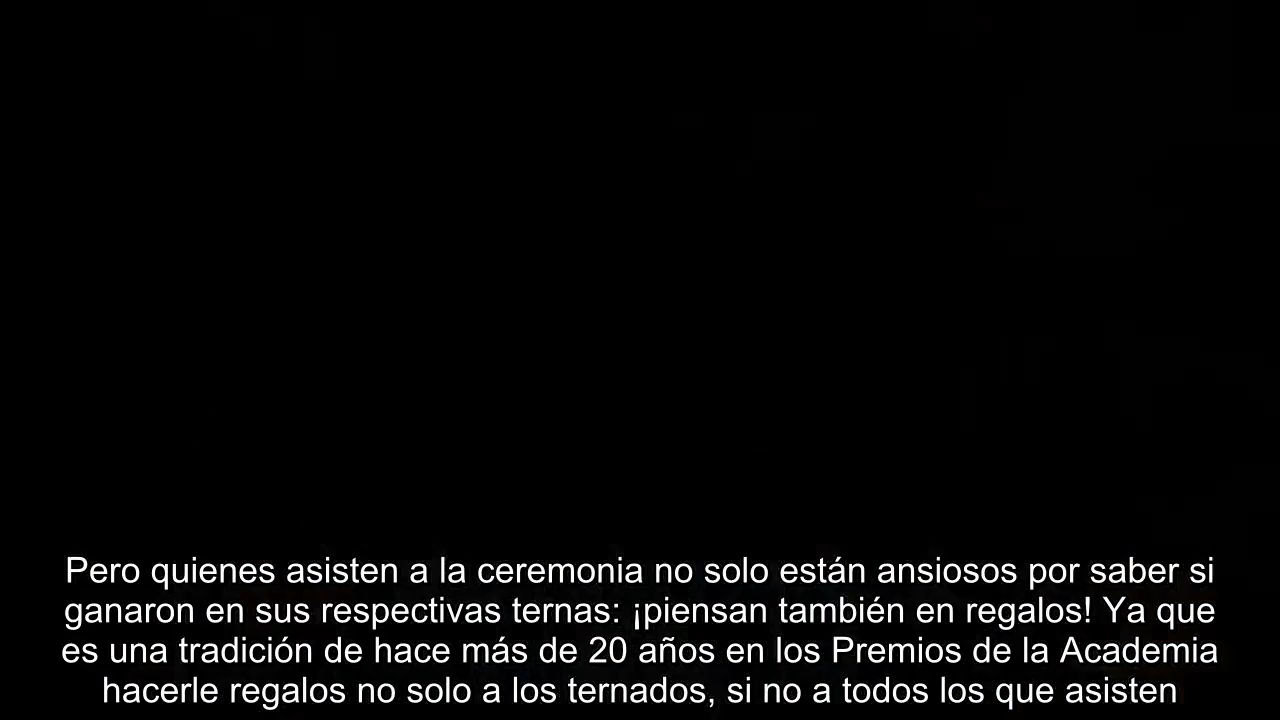 Pero quienes asisten a la ceremonia no solo están ansiosos por saber si
ganaron en sus respectivas ternas: ¡piensan también en regalos! Ya que
es una tradición de hace más de 20 años en los Premios de la Academia
hacerle regalos no solo a los ternados, si no a todos los que asisten